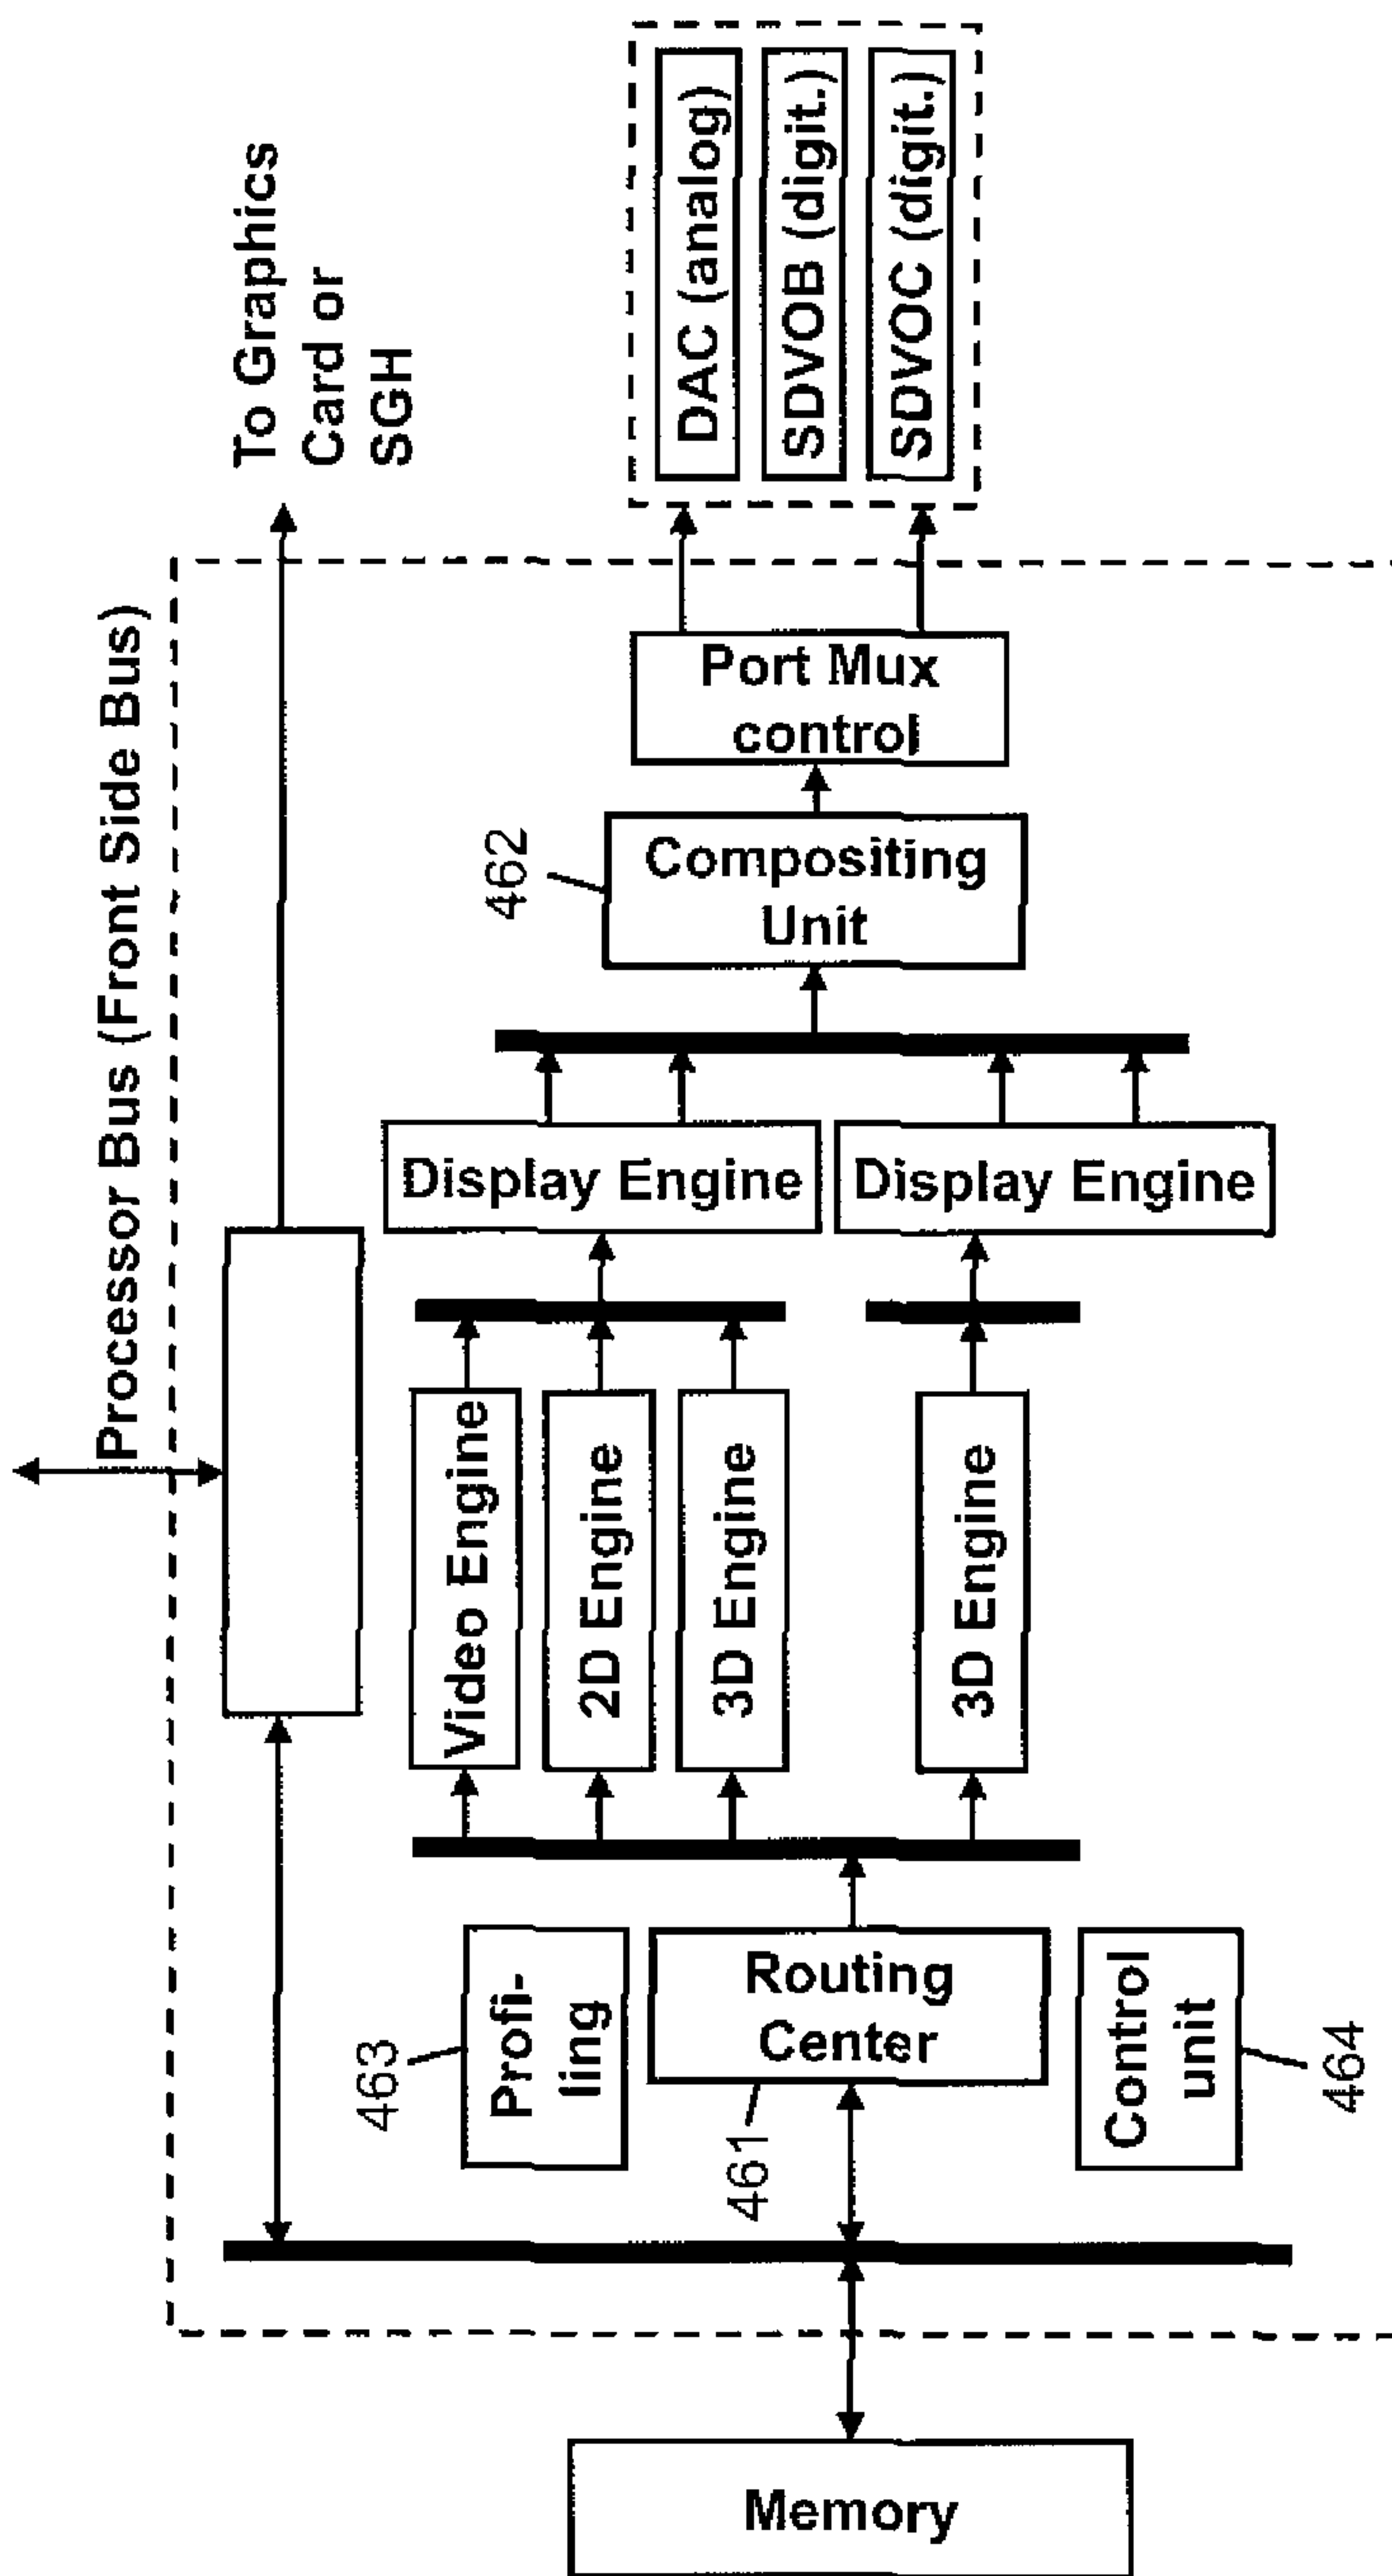 Processor Bus (Front Side Bus)
To Graphics
Card or
SGH
DAC (analog)
SDVOB (digit.)
SDVOC (digit.)
Port Mux
control
462
Compositing
Unit
Display Engine
Display Engine
Video Engine
2D Engine
3D Engine
3D Engine
463
Profi-
ling
Routing
Center
461
Control
unit
464
Memory